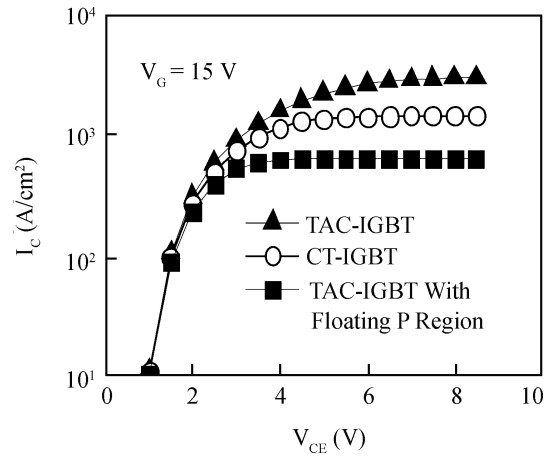 10⁴
V_G = 15 V
10³
I_C (A/cm²)
TAC-IGBT
CT-IGBT
10²
TAC-IGBT With
Floating P Region
10¹
0 2 4 6 8 10
V_CE (V)